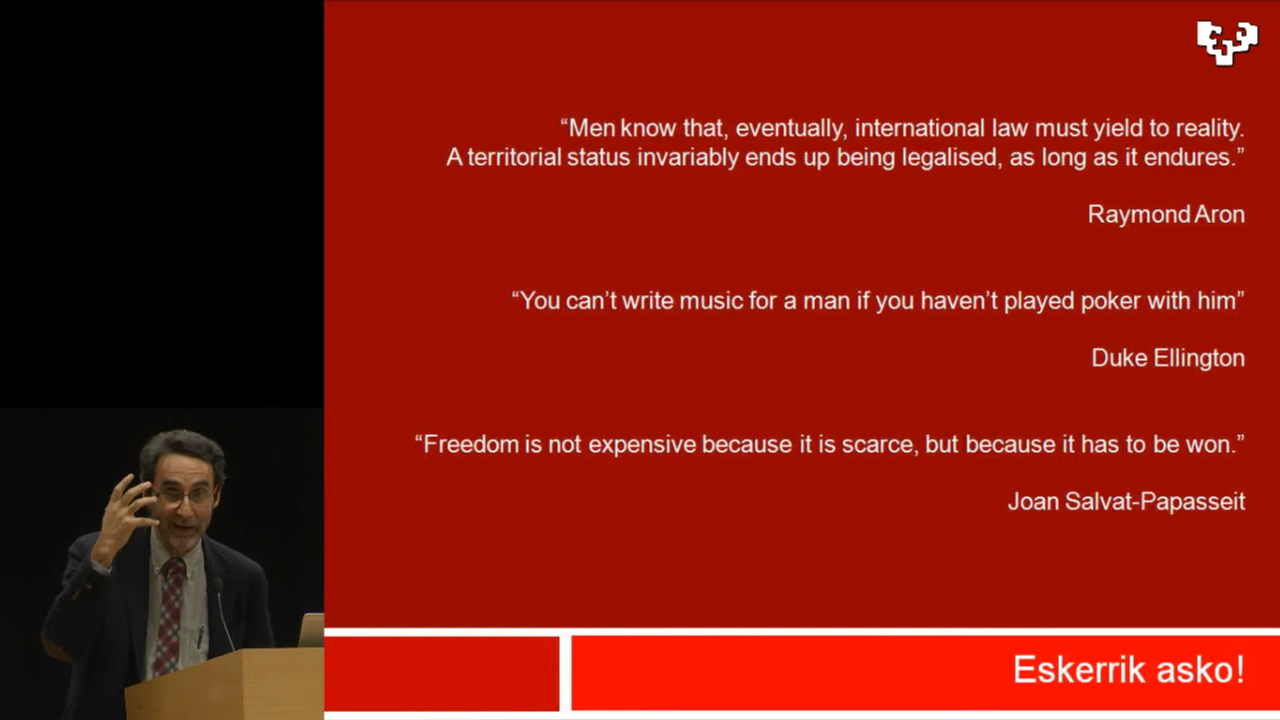 “Men know that, eventually, international law must yield to reality.
A territorial status invariably ends up being legalised, as long as it endures.”
Raymond Aron
“You can’t write music for a man if you haven’t played poker with him”
Duke Ellington
“Freedom is not expensive because it is scarce, but because it has to be won.”
Joan Salvat-Papasseit
Eskerrik asko!